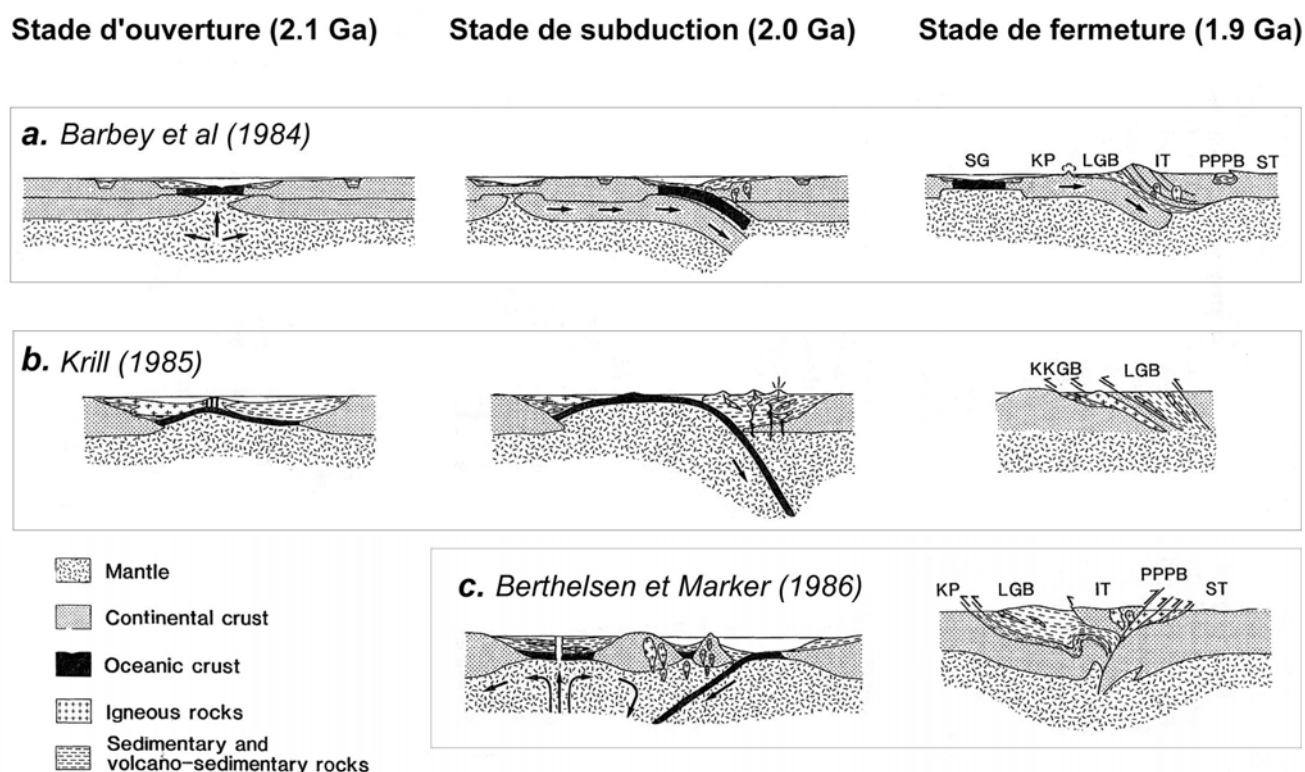 Stade d'ouverture (2.1 Ga) Stade de subduction (2.0 Ga) Stade de fermeture (1.9 Ga)
a. Barbey et al (1984)
SG KP LGB IT PPPB ST
b. Krill (1985)
KKGB LGB
c. Berthelsen et Marker (1986)
KP LGB IT PPPB ST
Mantle
Continental crust
Oceanic crust
Igneous rocks
Sedimentary and
volcano-sedimentary rocks